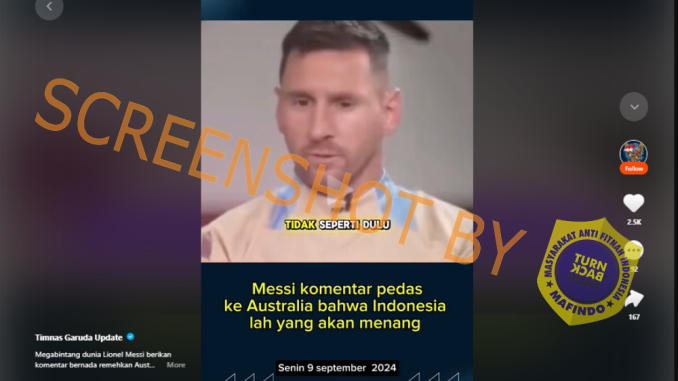 SCREENSHOT BY
TIDAK SEPERTI DULU
Messi komentar pedas
ke Australia bahwa Indonesia
lah yang akan menang
Senin 9 september 2024
Timnas Garuda Update
Megabintang dunia Lionel Messi berikan
komentar bernada remehkan Aust... More
Follow
2.5K
92
167
MASYARAKAT ANTI FITNAH INDONESIA
TURN
BACK
MAFINDO